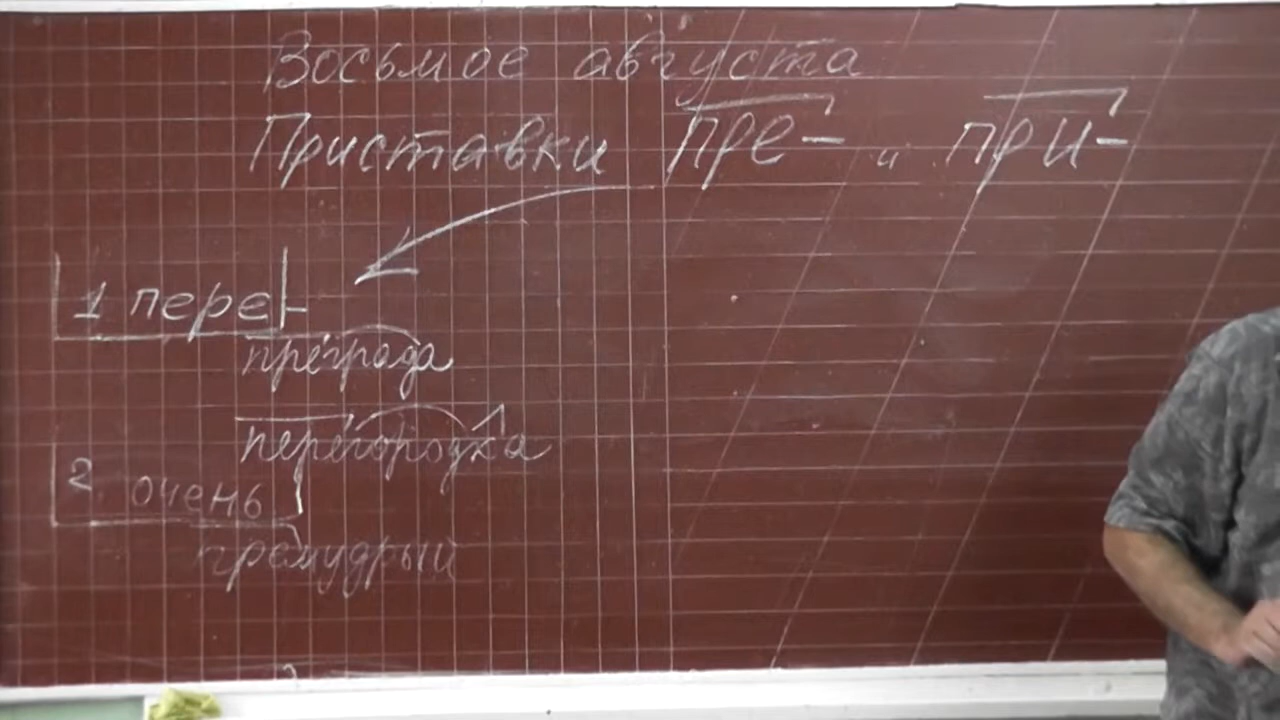 Восьмое августа
Приставки пре- и при-
1 пере-
преграда
перегородка
2 очень
премудрый